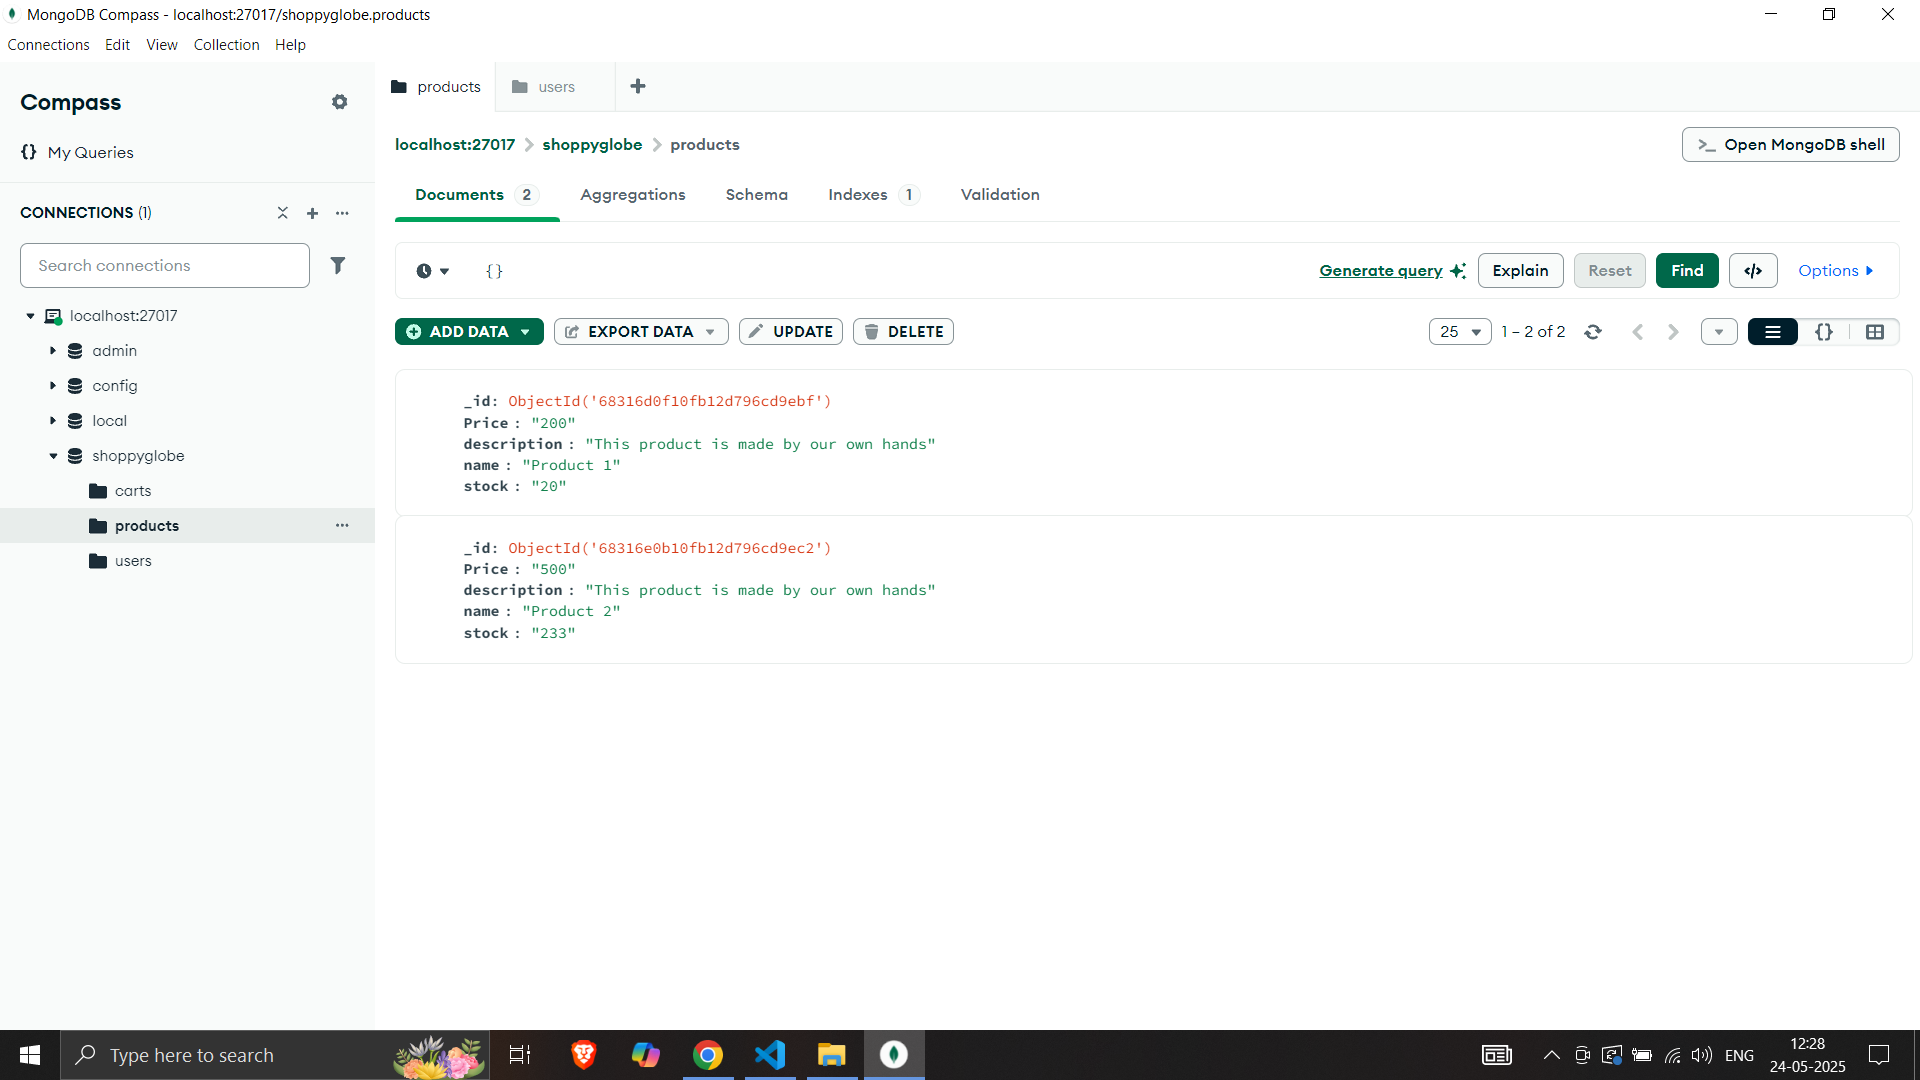 MongoDB Compass - localhost:27017/shoppyglobe.products
Connections Edit View Collection Help
Compass
{} My Queries
CONNECTIONS (1)
Search connections
localhost:27017
admin
config
local
shoppyglobe
carts
products
users
products users
localhost:27017 shoppyglobe products
>_ Open MongoDB shell
Documents 2 Aggregations Schema Indexes 1 Validation
{} Generate query Explain Reset Find </> Options
ADD DATA EXPORT DATA UPDATE DELETE 25 1 – 2 of 2 {}
_id: ObjectId('68316d0f10fb12d796cd9ebf')
Price : "200"
description : "This product is made by our own hands"
name : "Product 1"
stock : "20"
_id: ObjectId('68316e0b10fb12d796cd9ec2')
Price : "500"
description : "This product is made by our own hands"
name : "Product 2"
stock : "233"
Type here to search
ENG
12:28
24-05-2025